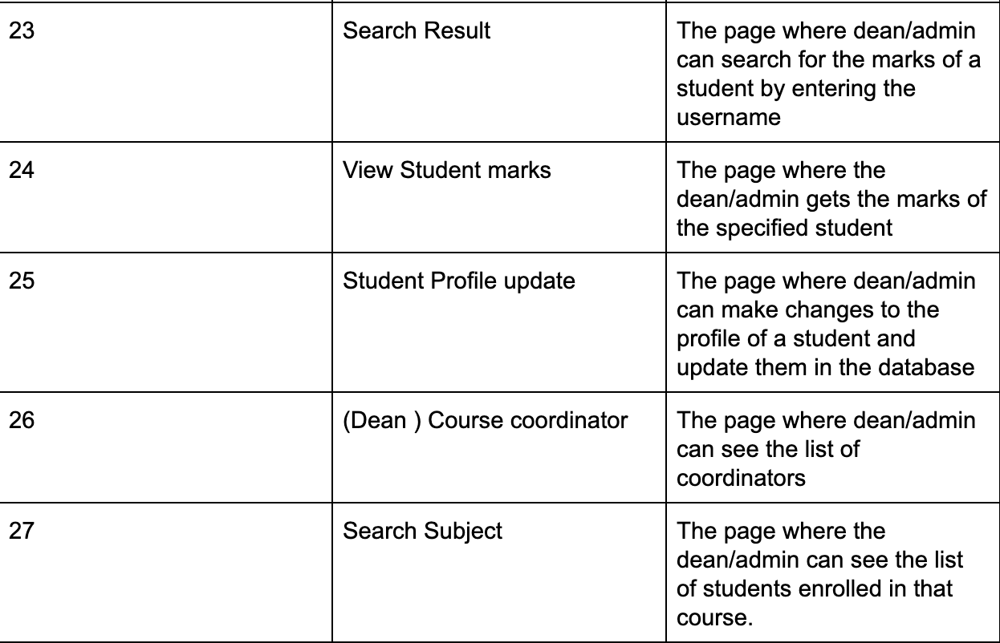 23
Search Result
The page where dean/admin
can search for the marks of a
student by entering the
username
24
View Student marks
The page where the
dean/admin gets the marks of
the specified student
25
Student Profile update
The page where dean/admin
can make changes to the
profile of a student and
update them in the database
26
(Dean ) Course coordinator
The page where dean/admin
can see the list of
coordinators
27
Search Subject
The page where the
dean/admin can see the list
of students enrolled in that
course.